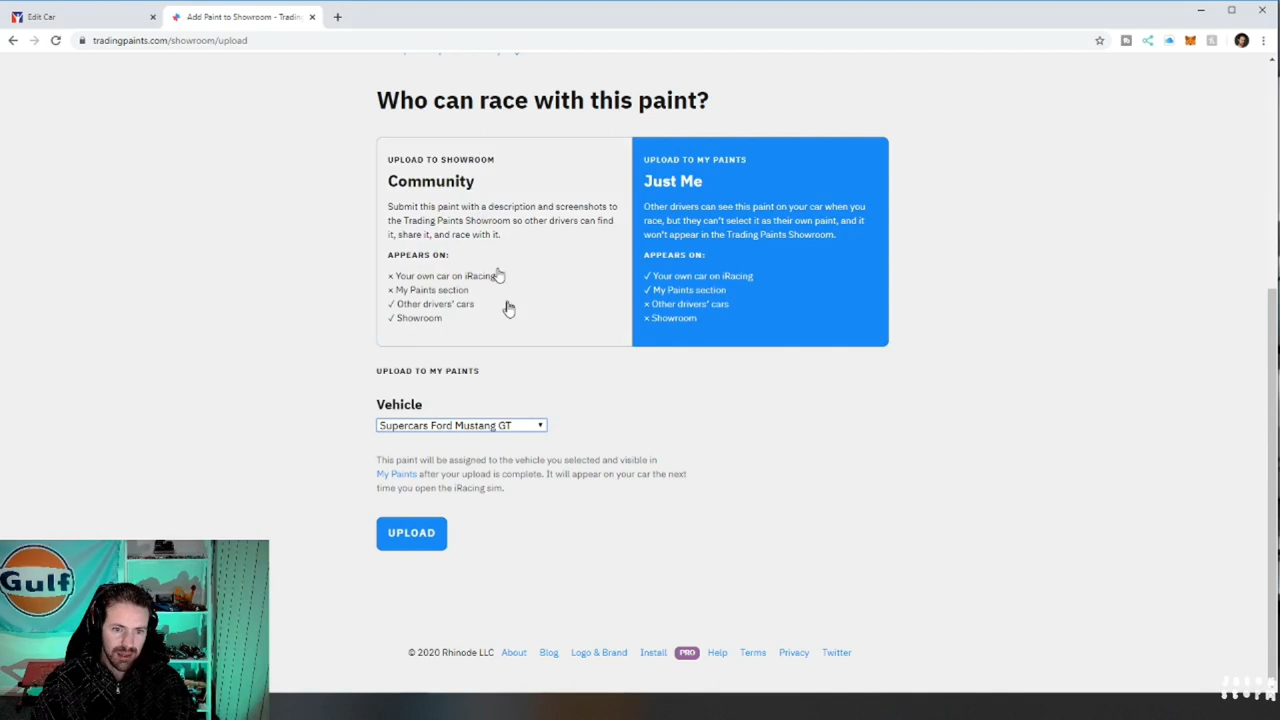 Edit Car
Add Paint to Showroom - Tradin
tradingpaints.com/showroom/upload
Who can race with this paint?
UPLOAD TO SHOWROOM
Community
Submit this paint with a description and screenshots to
the Trading Paints Showroom so other drivers can find
it, share it, and race with it.
APPEARS ON:
× Your own car on iRacing
× My Paints section
✓ Other drivers' cars
✓ Showroom
UPLOAD TO MY PAINTS
Just Me
Other drivers can see this paint on your car when you
race, but they can't select it as their own paint, and it
won't appear in the Trading Paints Showroom.
APPEARS ON:
✓ Your own car on iRacing
✓ My Paints section
× Other drivers' cars
× Showroom
UPLOAD TO MY PAINTS
Vehicle
Supercars Ford Mustang GT
This paint will be assigned to the vehicle you selected and visible in
My Paints after your upload is complete. It will appear on your car the next
time you open the iRacing sim.
UPLOAD
Gulf
© 2020 Rhinode LLC About Blog Logo & Brand Install PRO Help Terms Privacy Twitter